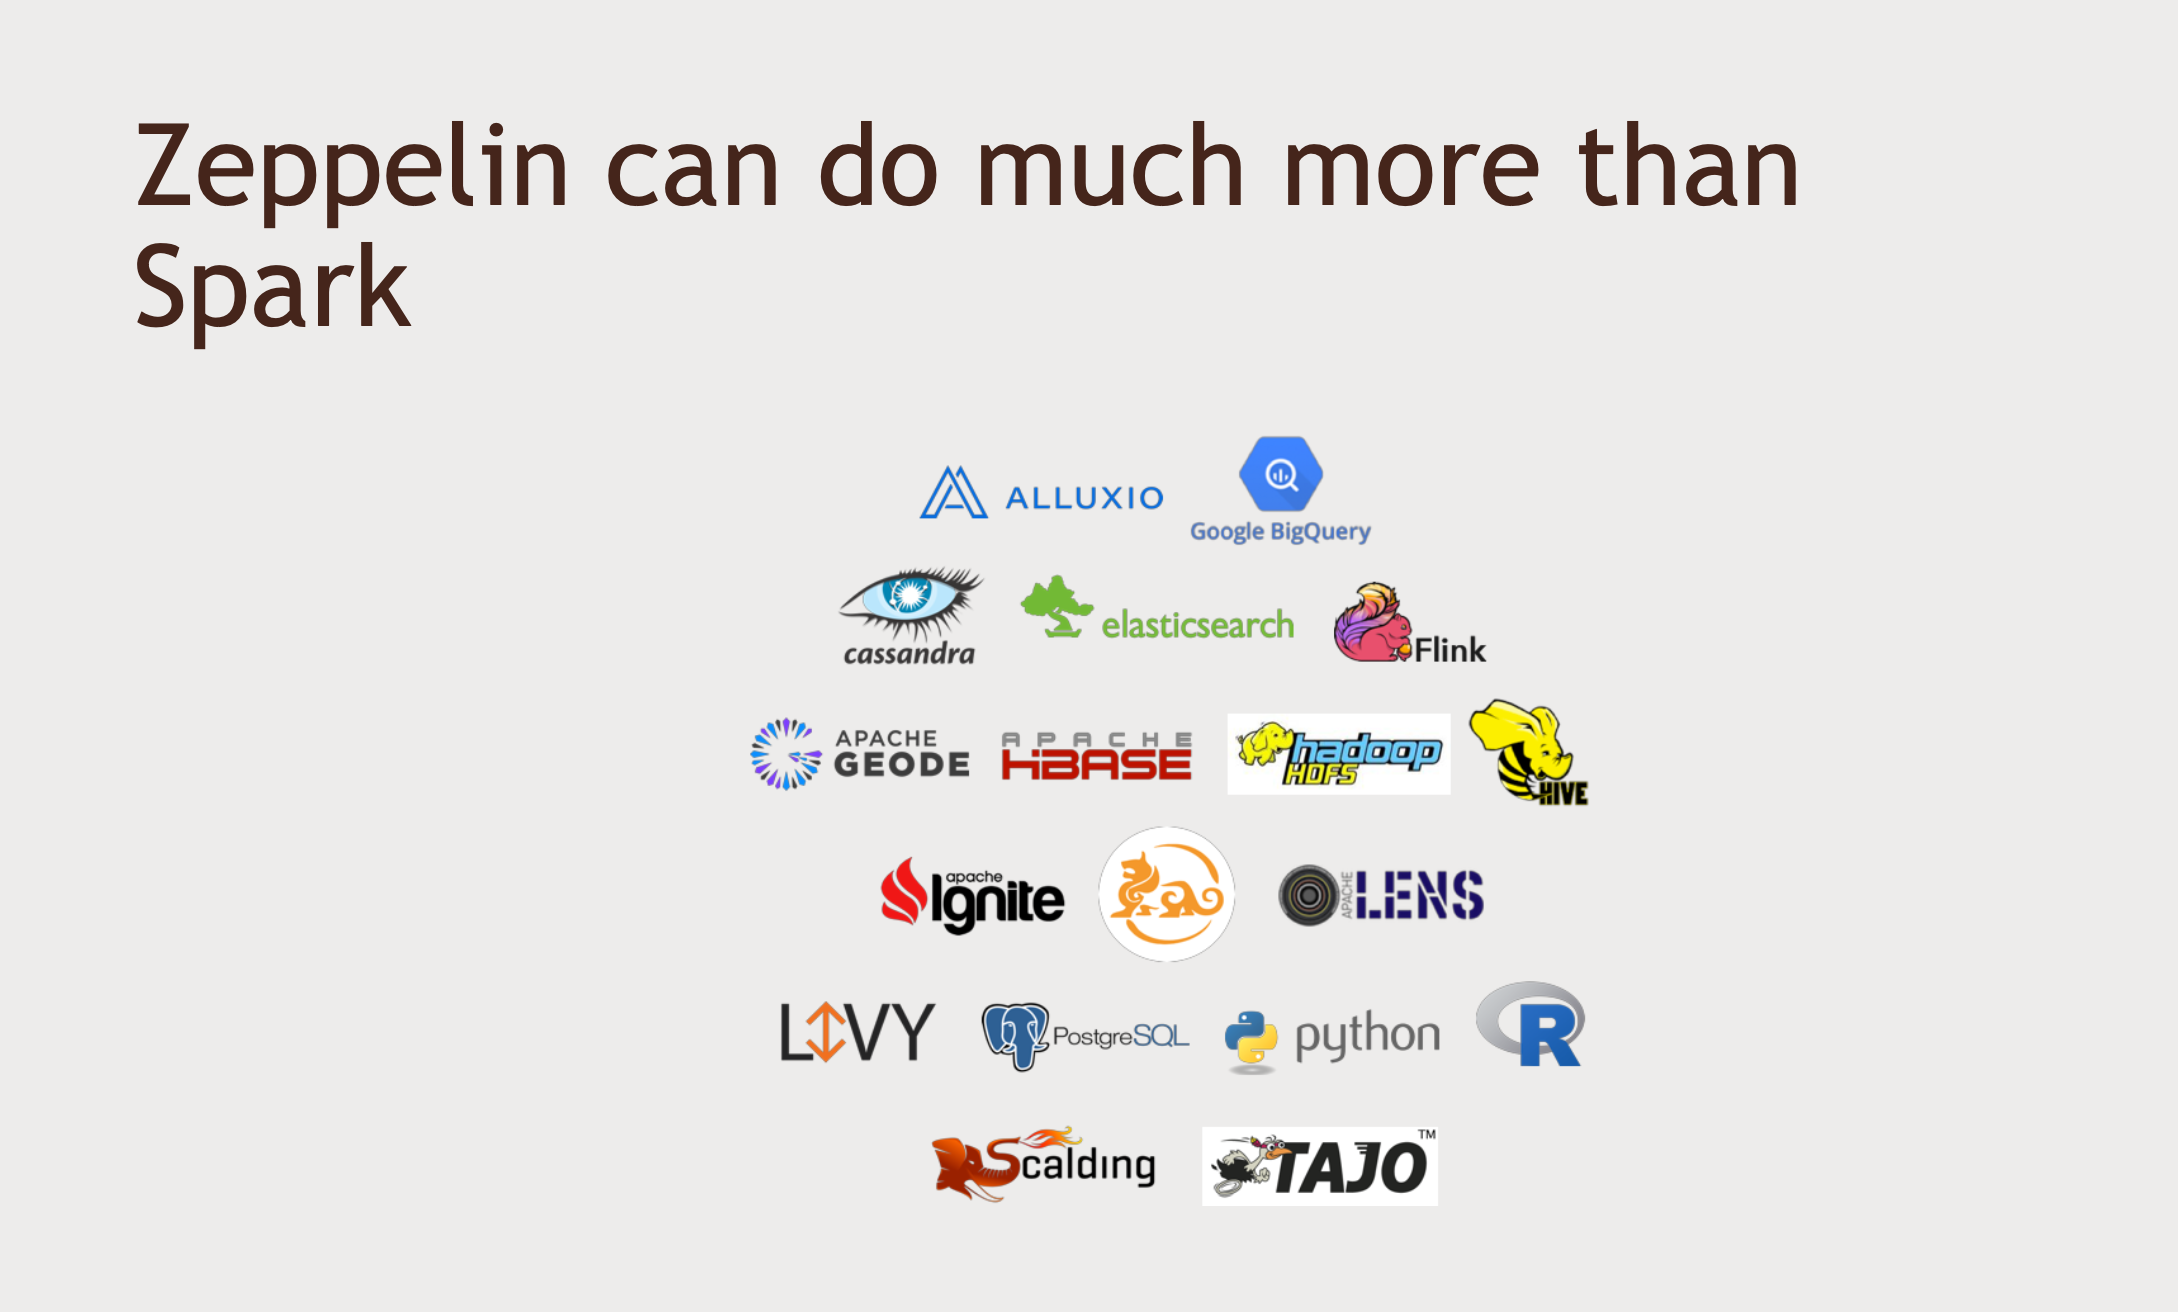 Zeppelin can do much more than
Spark
ALLUXIO
Google BigQuery
cassandra
elasticsearch
Flink
APACHE
GEODE
APACHE
HBASE
hadoop
HDFS
HIVE
apache
Ignite
APACHE
LENS
LIVY
PostgreSQL
python
R
Scalding
TAJO TM